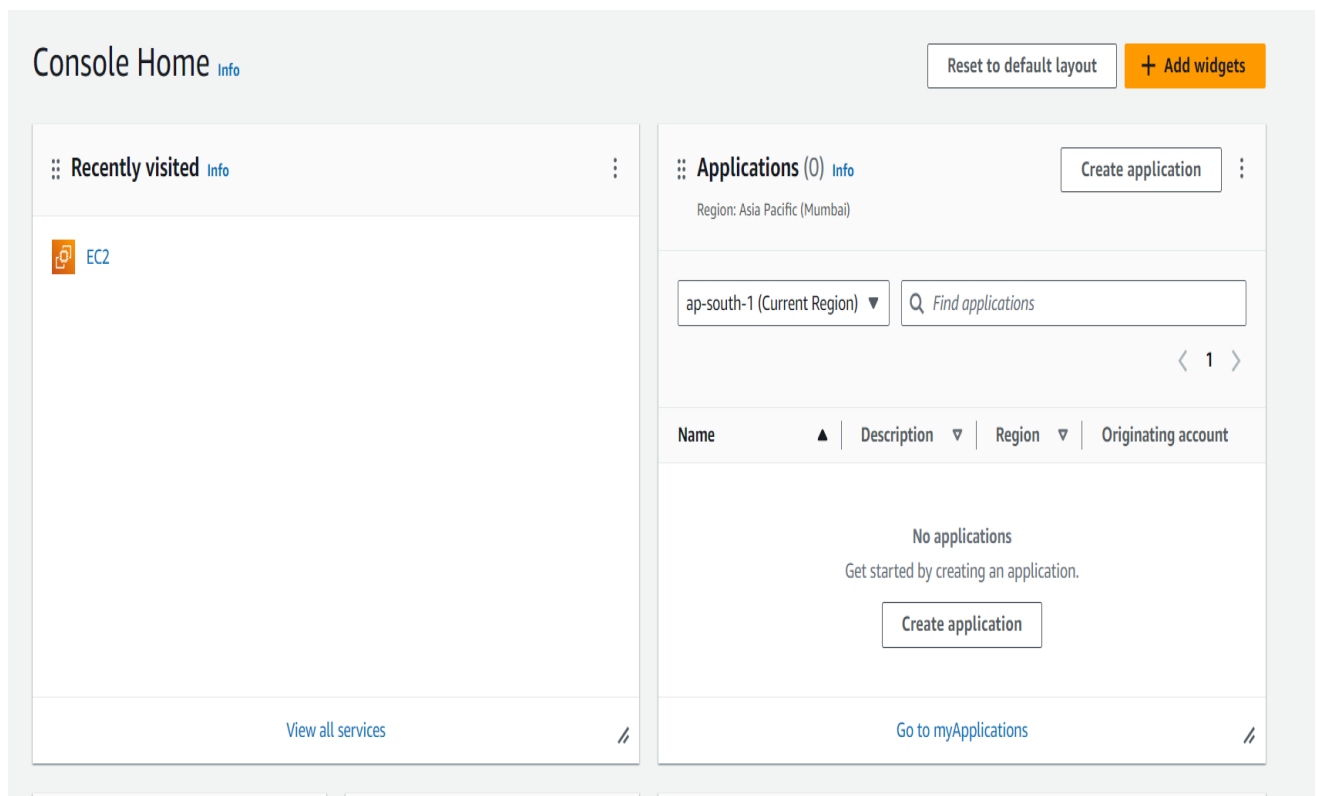 Console Home Info
Reset to default layout
+ Add widgets
Recently visited Info
EC2
View all services
Applications (0) Info
Create application
Region: Asia Pacific (Mumbai)
ap-south-1 (Current Region)
Find applications
1
Name Description Region Originating account
No applications
Get started by creating an application.
Create application
Go to myApplications